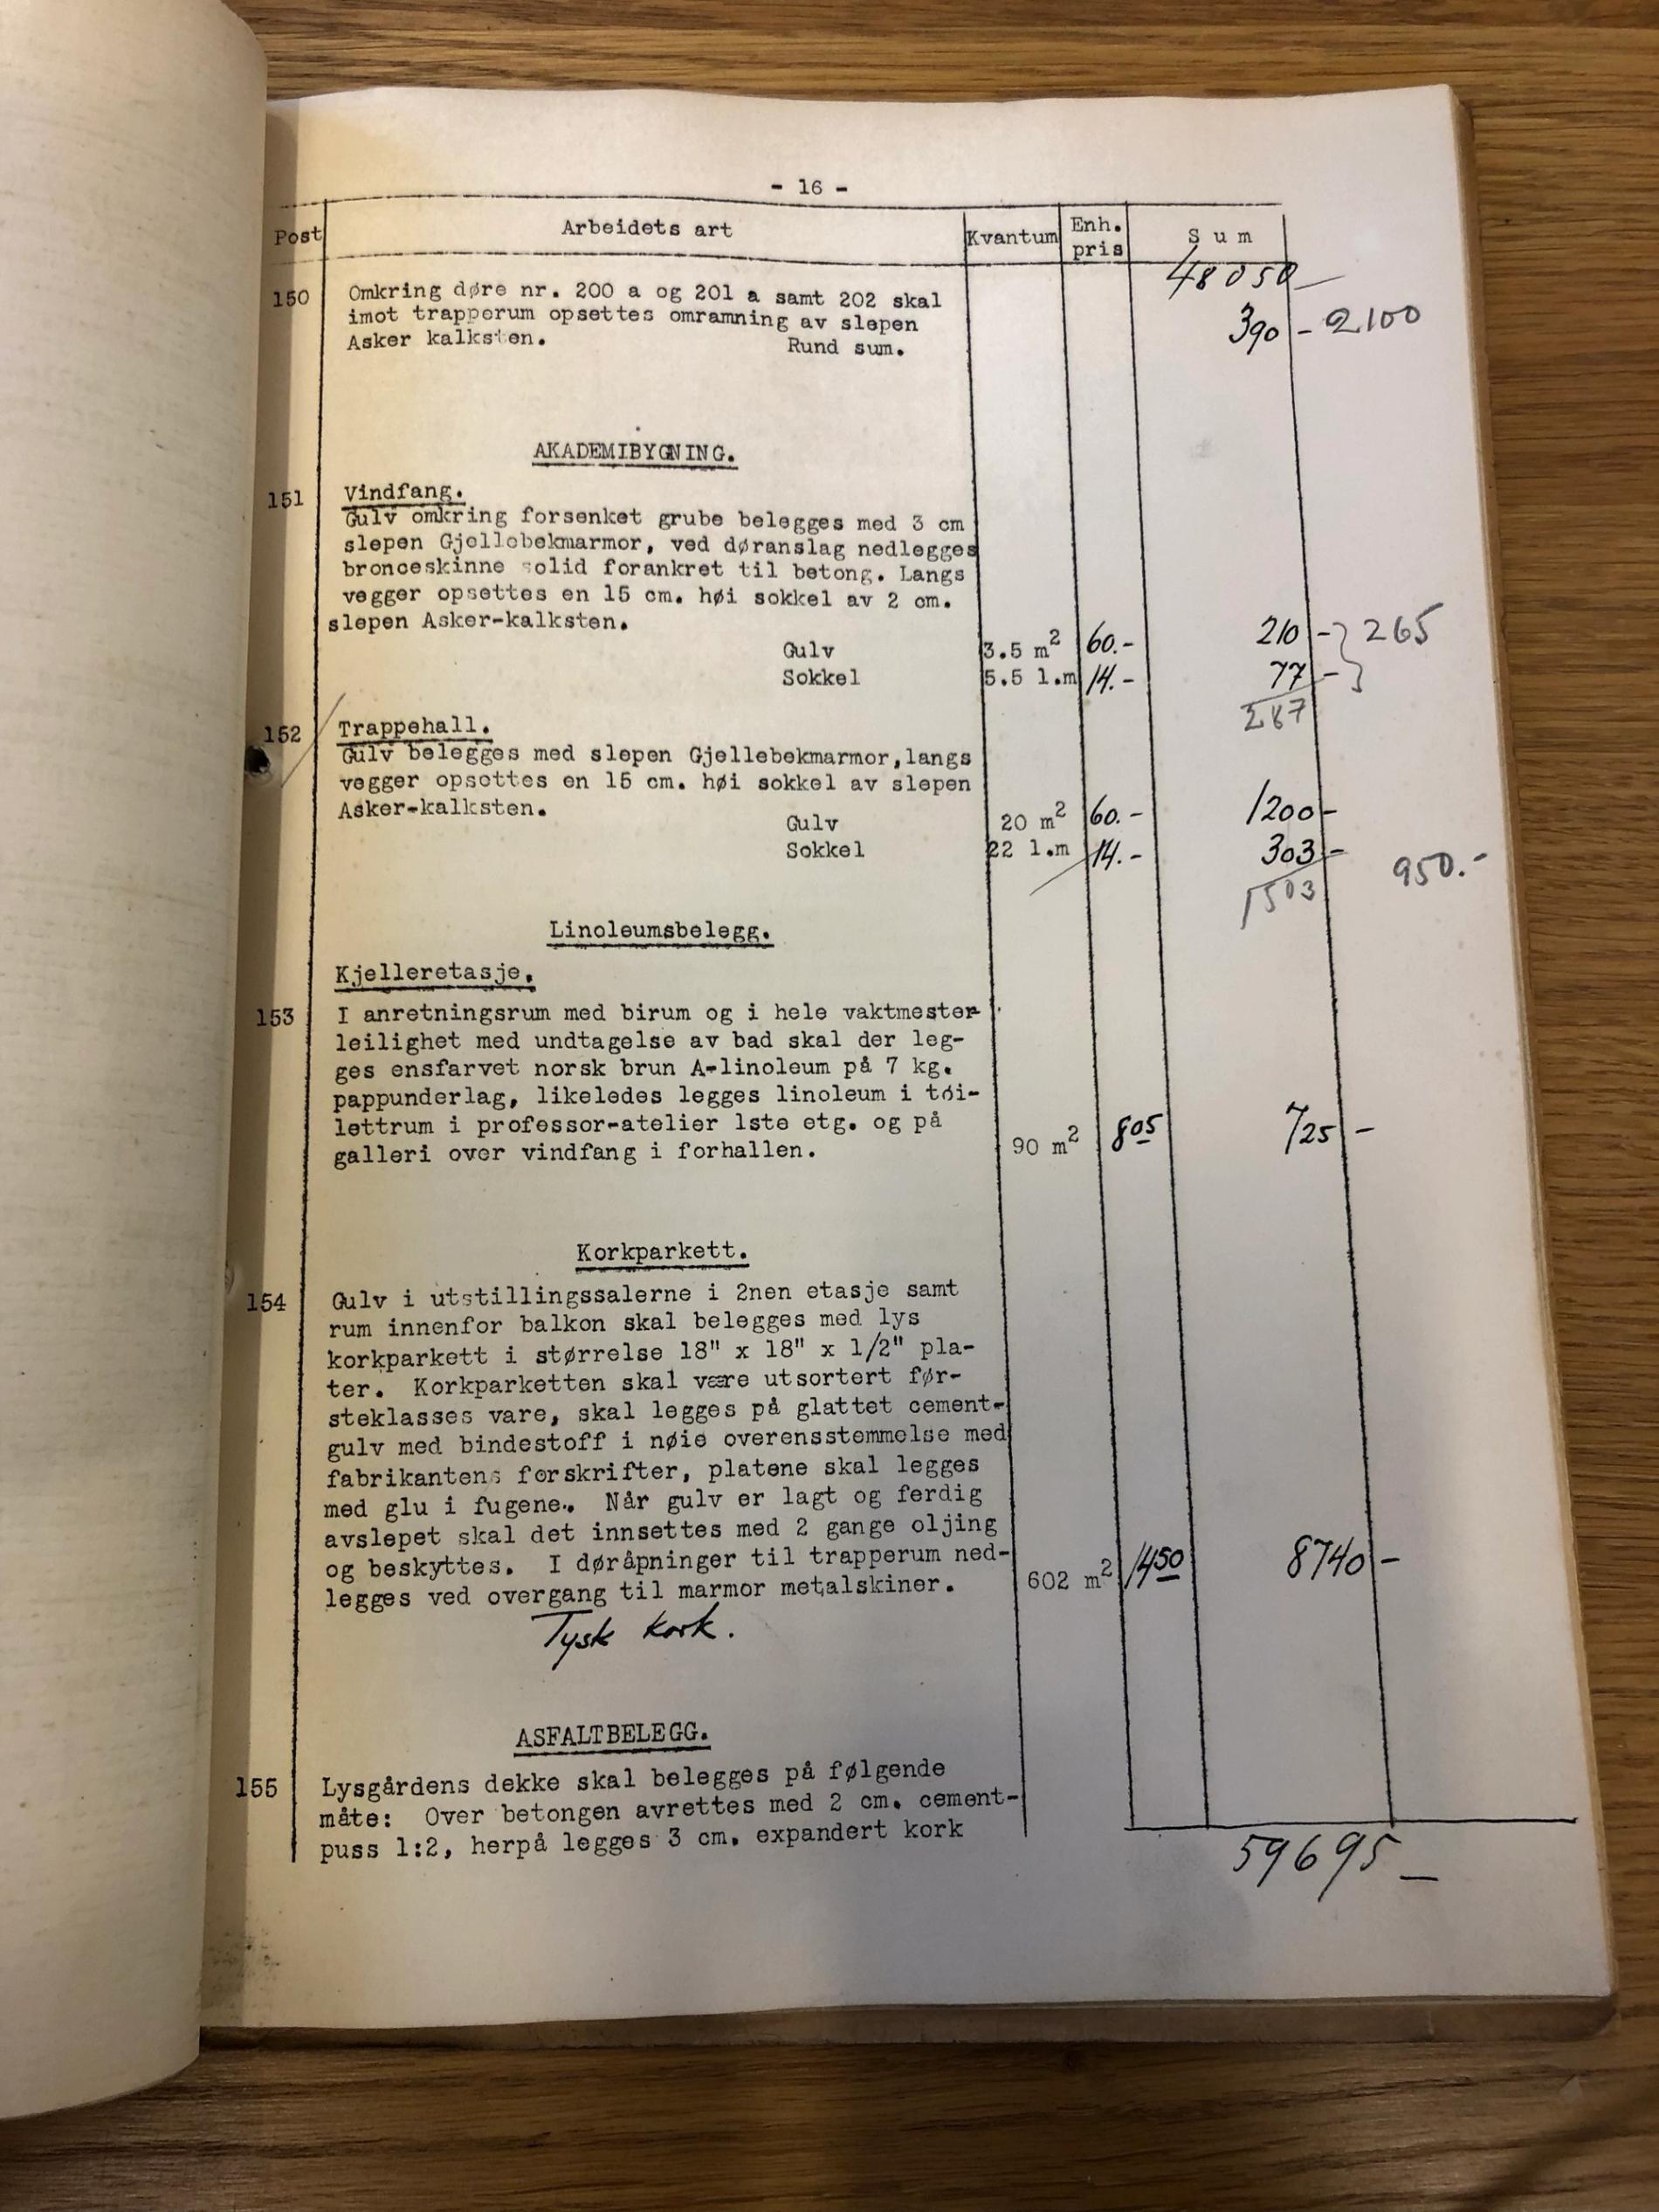 - 16 -
Post Arbeidets art Kvantum Enh. pris Sum
48050 -
150 Omkring døre nr. 200 a og 201 a samt 202 skal
imot trapperum opsettes omramning av slepen 390 - 2100
Asker kalksten. Rund sum.
AKADEMIBYGNING.
151 Vindfang.
Gulv omkring forsenket grube belegges med 3 cm
slepen Gjellebekmarmor, ved døranslag nedlegges
bronceskinne solid forankret til betong. Langs
vegger opsettes en 15 cm. høi sokkel av 2 cm.
slepen Asker-kalksten.
Gulv 3.5 m2 60.- 210 - } 265
Sokkel 5.5 l.m 14.- 77 -
287
152 Trappehall.
Gulv belegges med slepen Gjellebekmarmor,langs
vegger opsettes en 15 cm. høi sokkel av slepen
Asker-kalksten.
Gulv 20 m2 60.- 1200 -
Sokkel 22 l.m 14.- 303 - 950.-
1503
Linoleumsbelegg.
Kjelleretasje.
153 I anretningsrum med birum og i hele vaktmester
leilighet med undtagelse av bad skal der leg-
ges ensfarvet norsk brun A-linoleum på 7 kg.
pappunderlag, likeledes legges linoleum i tói-
lettrum i professor-atelier 1ste etg. og på
galleri over vindfang i forhallen. 90 m2 805 725 -
Korkparkett.
154 Gulv i utstillingssalerne i 2nen etasje samt
rum innenfor balkon skal belegges med lys
korkparkett i størrelse 18" x 18" x 1/2" pla-
ter. Korkparketten skal være utsortert før-
steklasses vare, skal legges på glattet cement-
gulv med bindestoff i nøie overensstemmelse med
fabrikantens forskrifter, platene skal legges
med glu i fugene. Når gulv er lagt og ferdig
avslepet skal det innsettes med 2 gange oljing
og beskyttes. I døråpninger til trapperum ned-
legges ved overgang til marmor metalskiner. 602 m2 1450 8740 -
Tysk kork.
ASFALTBELEGG.
155 Lysgårdens dekke skal belegges på følgende
måte: Over betongen avrettes med 2 cm. cement-
puss 1:2, herpå legges 3 cm. expandert kork
59695 -